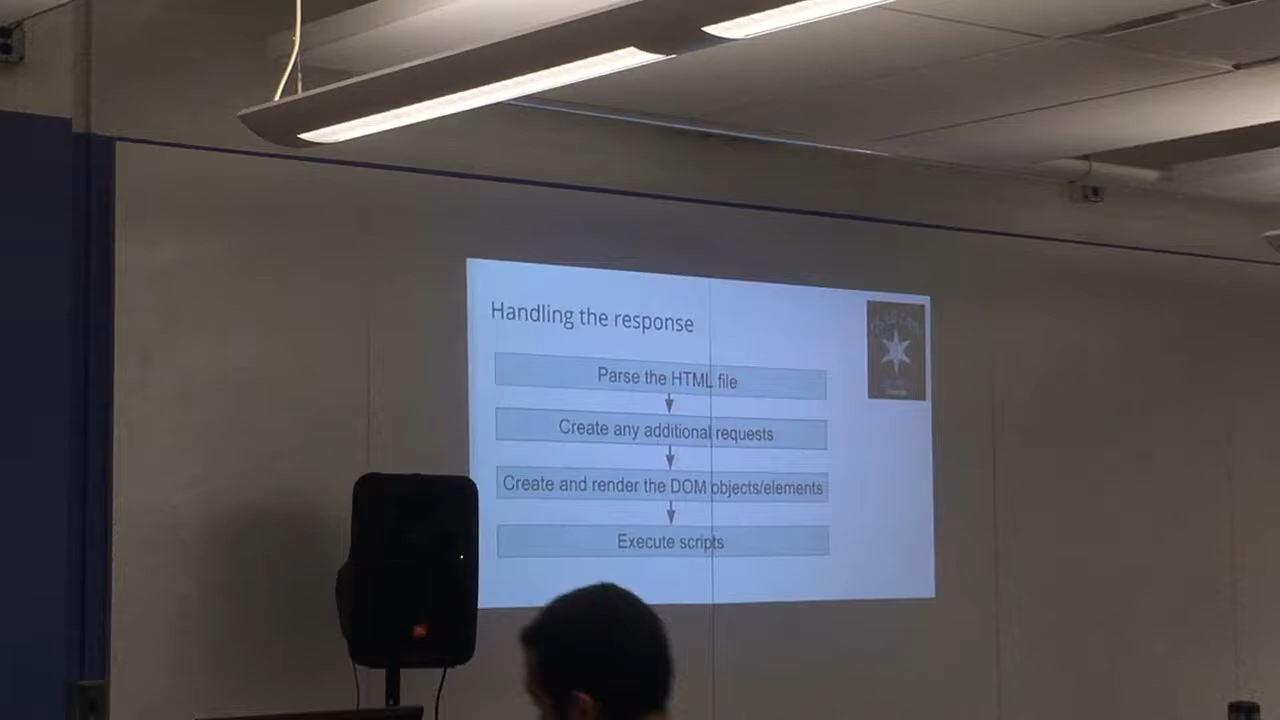 Handling the response
Parse the HTML file
Create any additional requests
Create and render the DOM objects/elements
Execute scripts